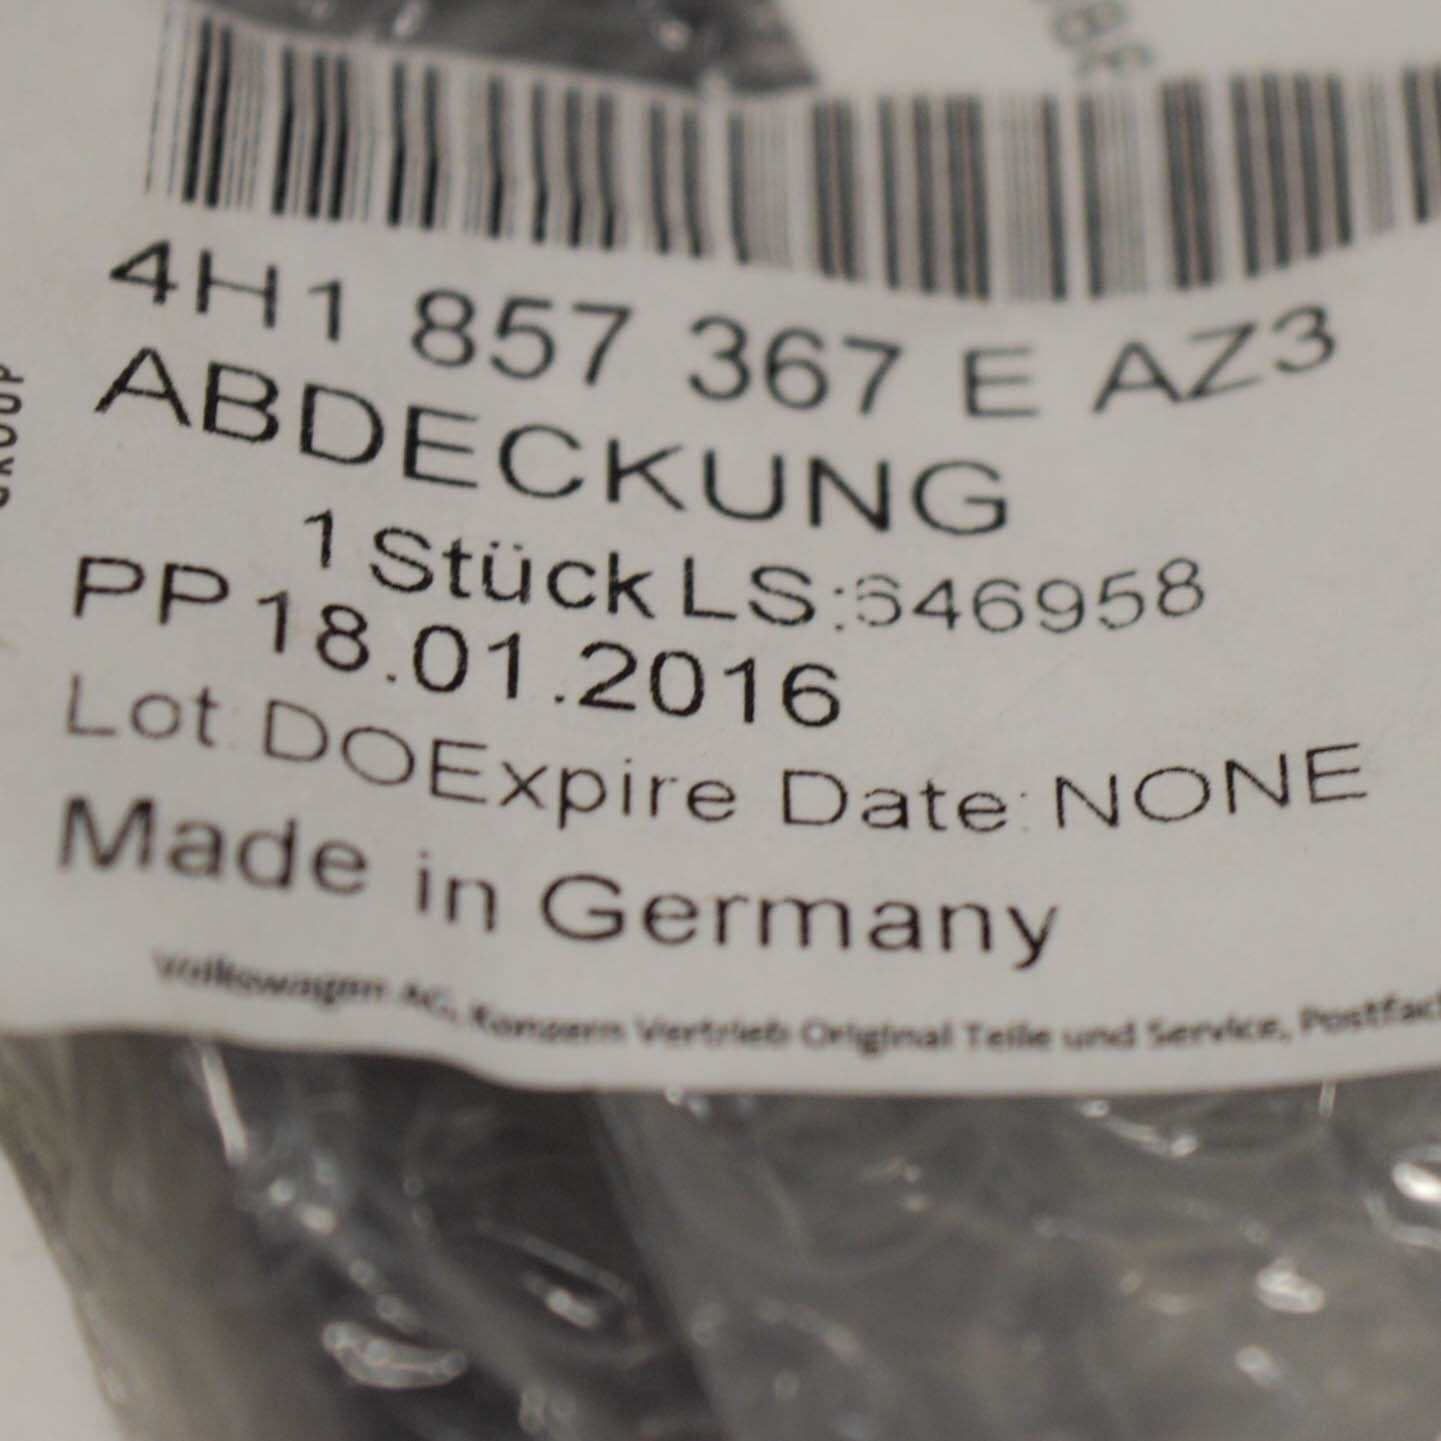 4H1 857 367 E AZ3
ABDECKUNG
1 Stück LS:646958
PP 18.01.2016
Lot:DOExpire Date:NONE
Made in Germany
Volkswagen AG, Konzern Vertrieb Original Teile und Service, Postfach